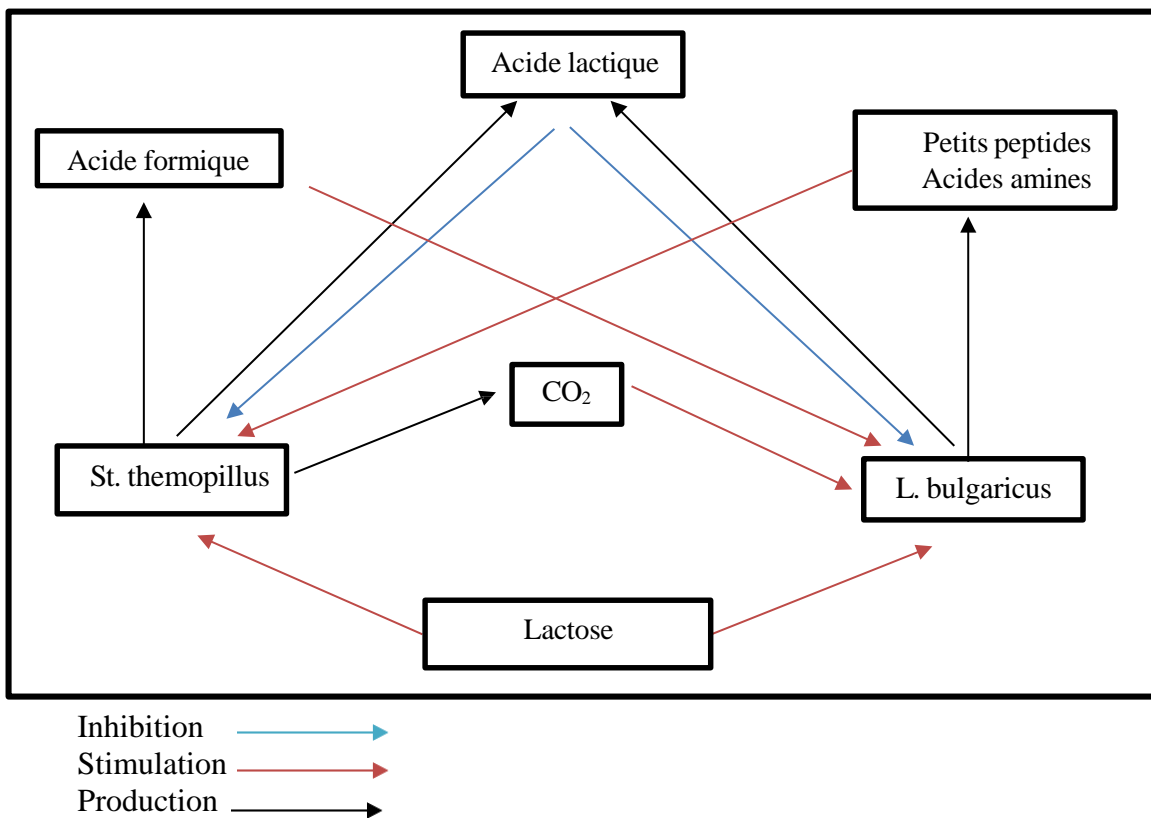 Acide lactique
Acide formique
Petits peptides
Acides amines
CO₂
St. themopillus
L. bulgaricus
Lactose
Inhibition
Stimulation
Production